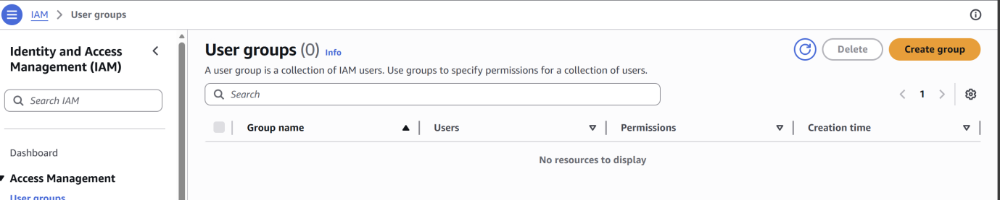 IAM > User groups
Identity and Access
Management (IAM)
Search IAM
Dashboard
Access Management
User groups
User groups (0) Info
Delete
Create group
A user group is a collection of IAM users. Use groups to specify permissions for a collection of users.
Search
1
Group name Users Permissions Creation time
No resources to display